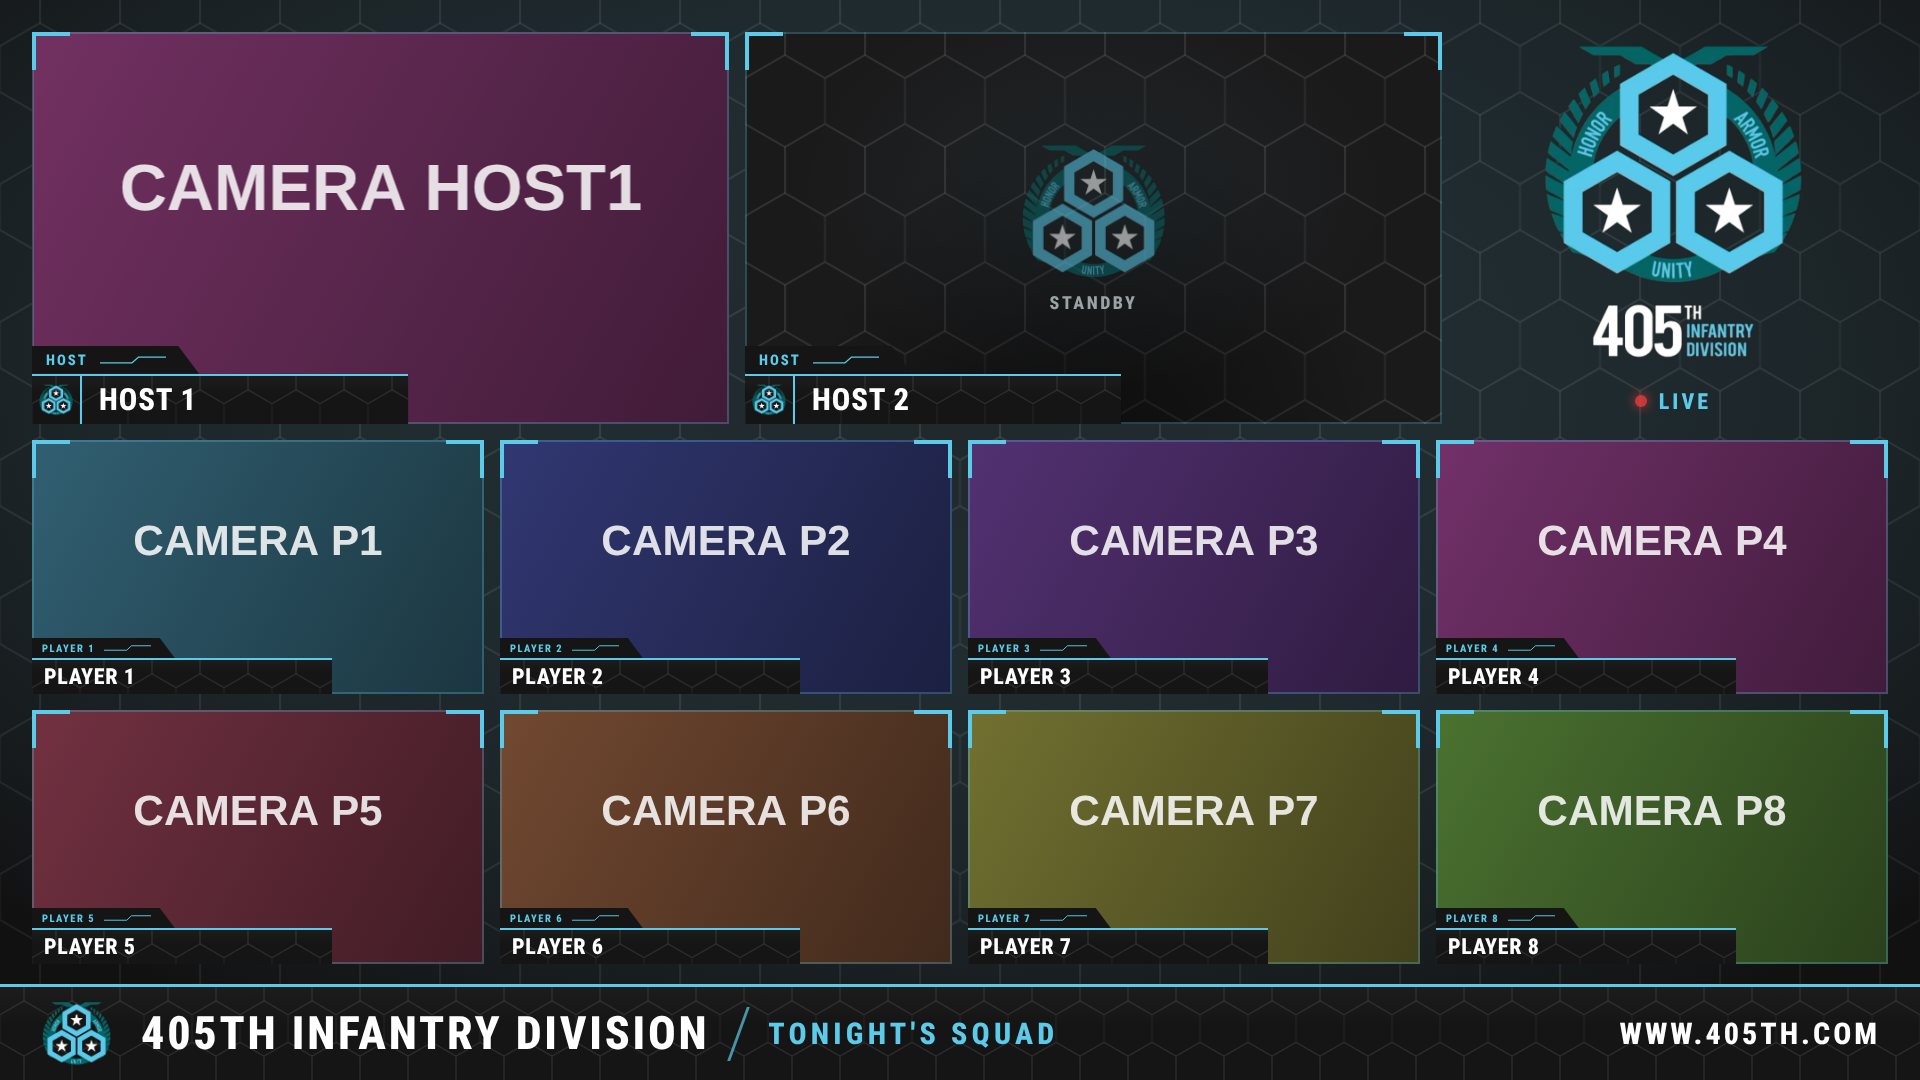 CAMERA HOST1
HOST
HOST 1
HONOR
ARMOR
UNITY
STANDBY
HOST
HOST 2
HONOR
ARMOR
UNITY
405TH
INFANTRY
DIVISION
LIVE
CAMERA P1
PLAYER 1
PLAYER 1
CAMERA P2
PLAYER 2
PLAYER 2
CAMERA P3
PLAYER 3
PLAYER 3
CAMERA P4
PLAYER 4
PLAYER 4
CAMERA P5
PLAYER 5
PLAYER 5
CAMERA P6
PLAYER 6
PLAYER 6
CAMERA P7
PLAYER 7
PLAYER 7
CAMERA P8
PLAYER 8
PLAYER 8
405TH INFANTRY DIVISION / TONIGHT'S SQUAD
WWW.405TH.COM